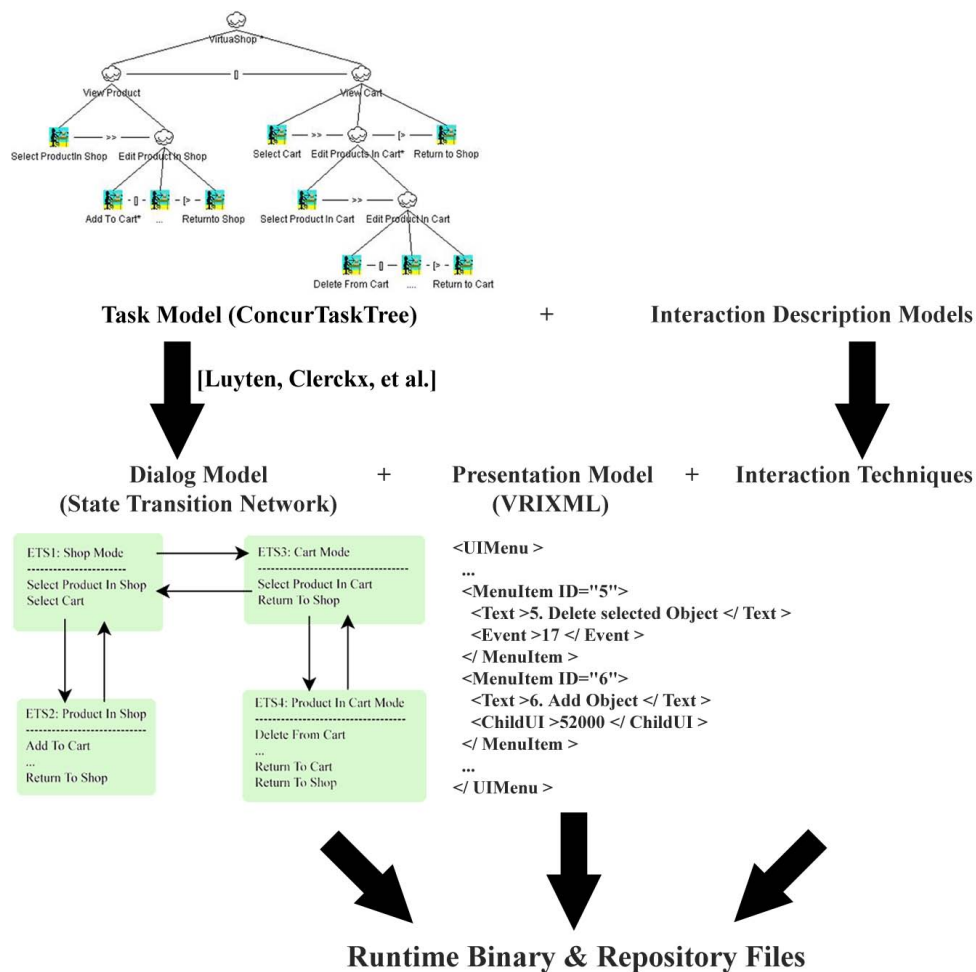 VirtuaShop *
[]
View Product
View Cart
>>
>>
[>
Select ProductIn Shop
Edit Product In Shop
Select Cart
Edit Products In Cart*
Return to Shop
- [] -
- [> -
>>
Add To Cart*
...
Returnto Shop
Select Product In Cart
Edit Product In Cart
- [] -
- [> -
Delete From Cart
....
Return to Cart
Task Model (ConcurTaskTree) + Interaction Description Models
[Luyten, Clerckx, et al.]
Dialog Model + Presentation Model + Interaction Techniques
(State Transition Network) (VRIXML)
ETS1: Shop Mode
------------------------
Select Product In Shop
Select Cart
ETS3: Cart Mode
------------------------
Select Product In Cart
Return To Shop
ETS2: Product In Shop
------------------------
Add To Cart
...
Return To Shop
ETS4: Product In Cart Mode
------------------------
Delete From Cart
...
Return To Cart
Return To Shop
<UIMenu >
...
<MenuItem ID="5">
<Text >5. Delete selected Object </ Text >
<Event >17 </ Event >
</ MenuItem >
<MenuItem ID="6">
<Text >6. Add Object </ Text >
<ChildUI >52000 </ ChildUI >
</ MenuItem >
...
</ UIMenu >
Runtime Binary & Repository Files